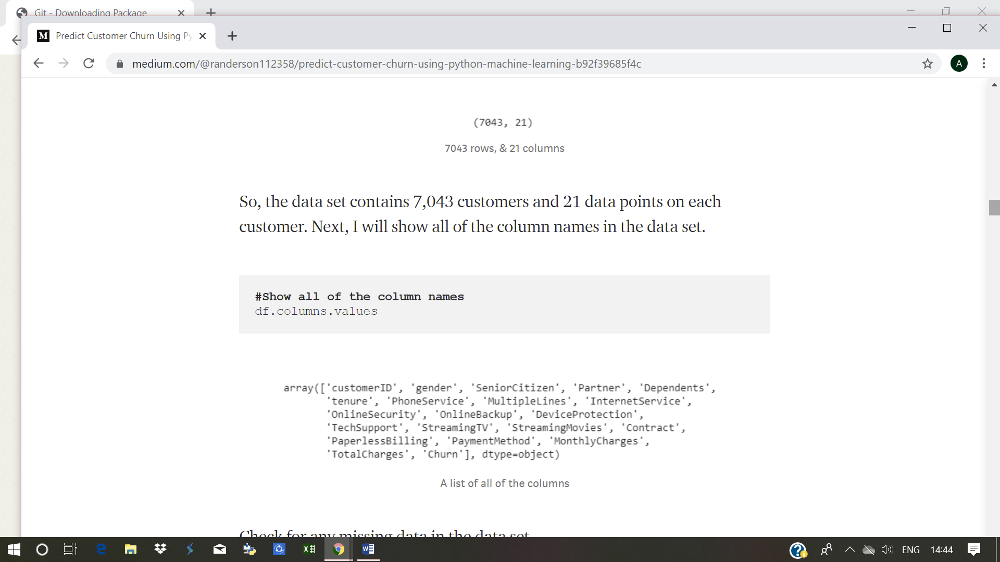 Git - Downloading Package
Predict Customer Churn Using Py
medium.com/@randerson112358/predict-customer-churn-using-python-machine-learning-b92f39685f4c
A
(7043, 21)
7043 rows, & 21 columns
So, the data set contains 7,043 customers and 21 data points on each
customer. Next, I will show all of the column names in the data set.
#Show all of the column names
df.columns.values
array(['customerID', 'gender', 'SeniorCitizen', 'Partner', 'Dependents',
'tenure', 'PhoneService', 'MultipleLines', 'InternetService',
'OnlineSecurity', 'OnlineBackup', 'DeviceProtection',
'TechSupport', 'StreamingTV', 'StreamingMovies', 'Contract',
'PaperlessBilling', 'PaymentMethod', 'MonthlyCharges',
'TotalCharges', 'Churn'], dtype=object)
A list of all of the columns
Check for any missing data in the data set
ENG 14:44